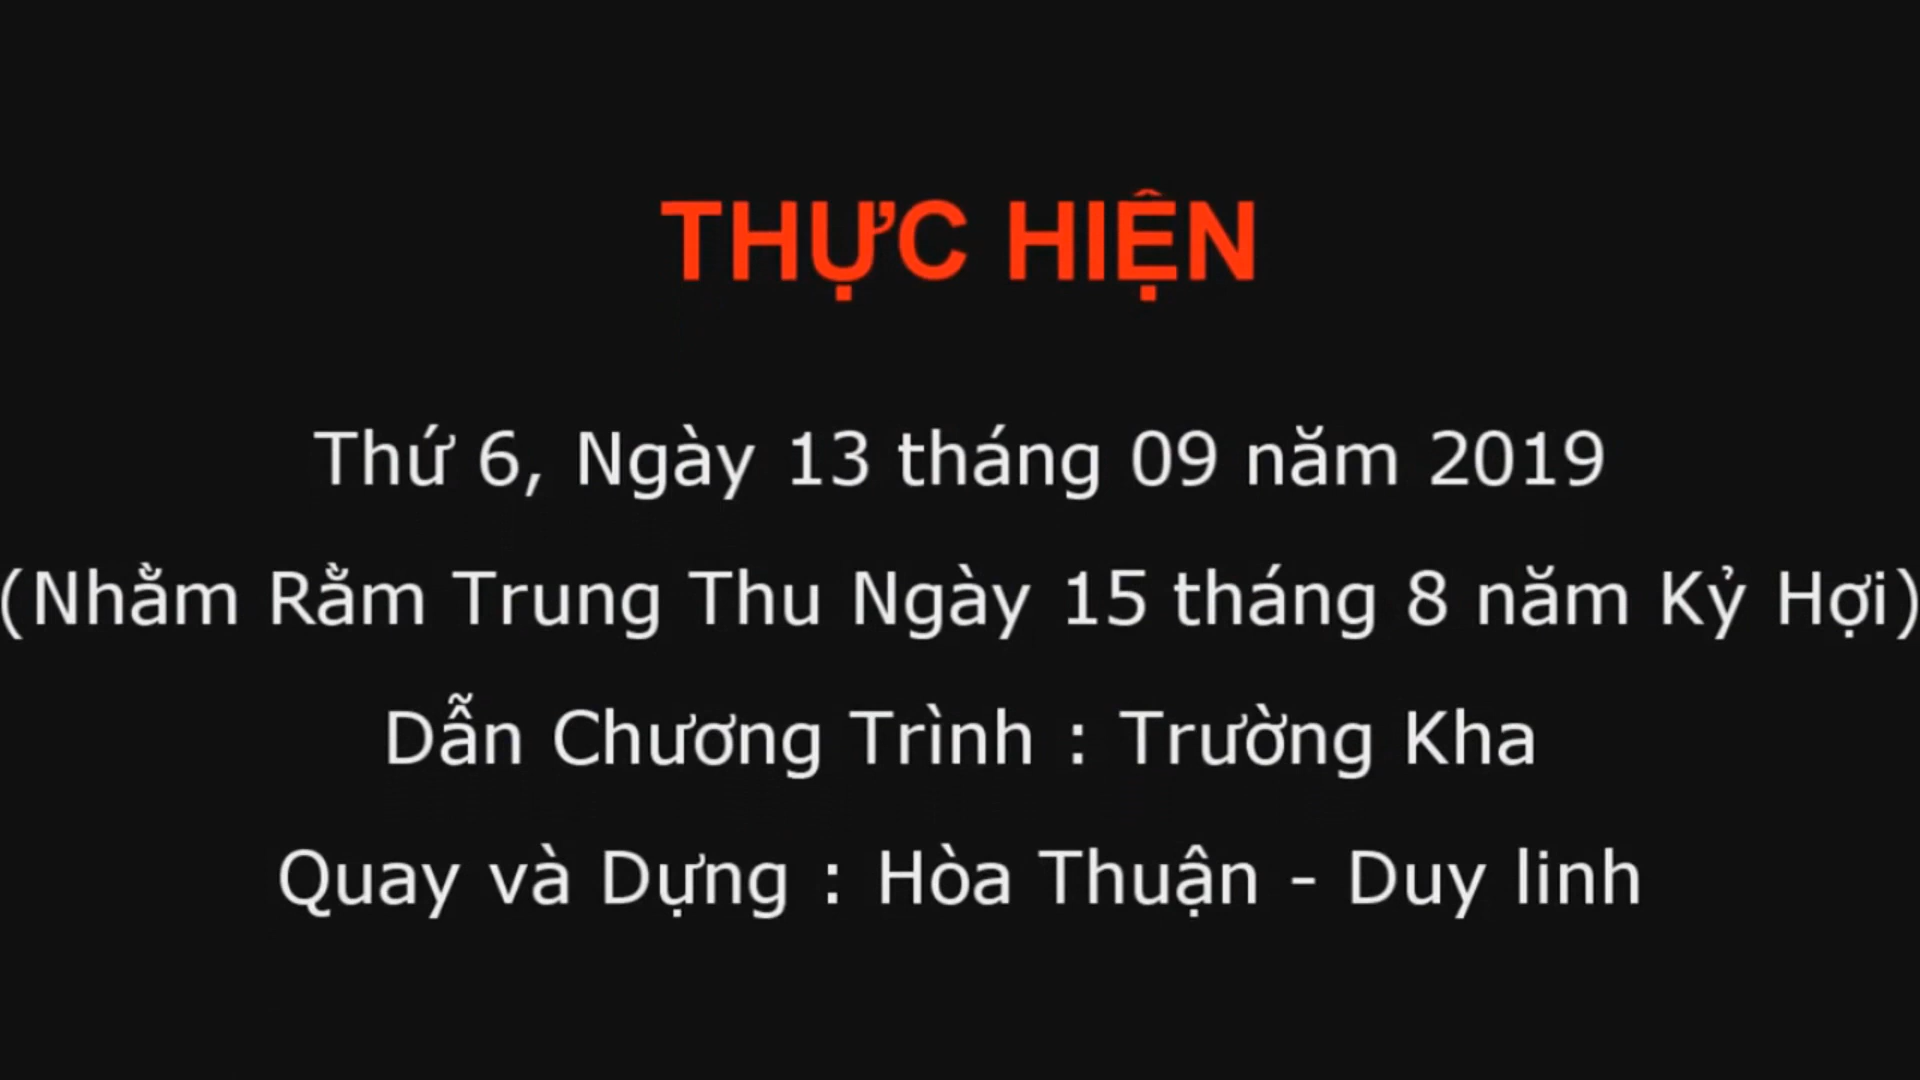 THỰC HIỆN
Thứ 6, Ngày 13 tháng 09 năm 2019
(Nhằm Rằm Trung Thu Ngày 15 tháng 8 năm Kỷ Hợi)
Dẫn Chương Trình : Trường Kha
Quay và Dựng : Hòa Thuận - Duy linh